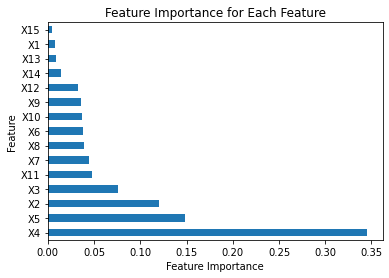 Feature Importance for Each Feature
X15
X1
X13
X14
X12
X9
X10
X6
X8
X7
X11
X3
X2
X5
X4
Feature
0.00 0.05 0.10 0.15 0.20 0.25 0.30 0.35
Feature Importance